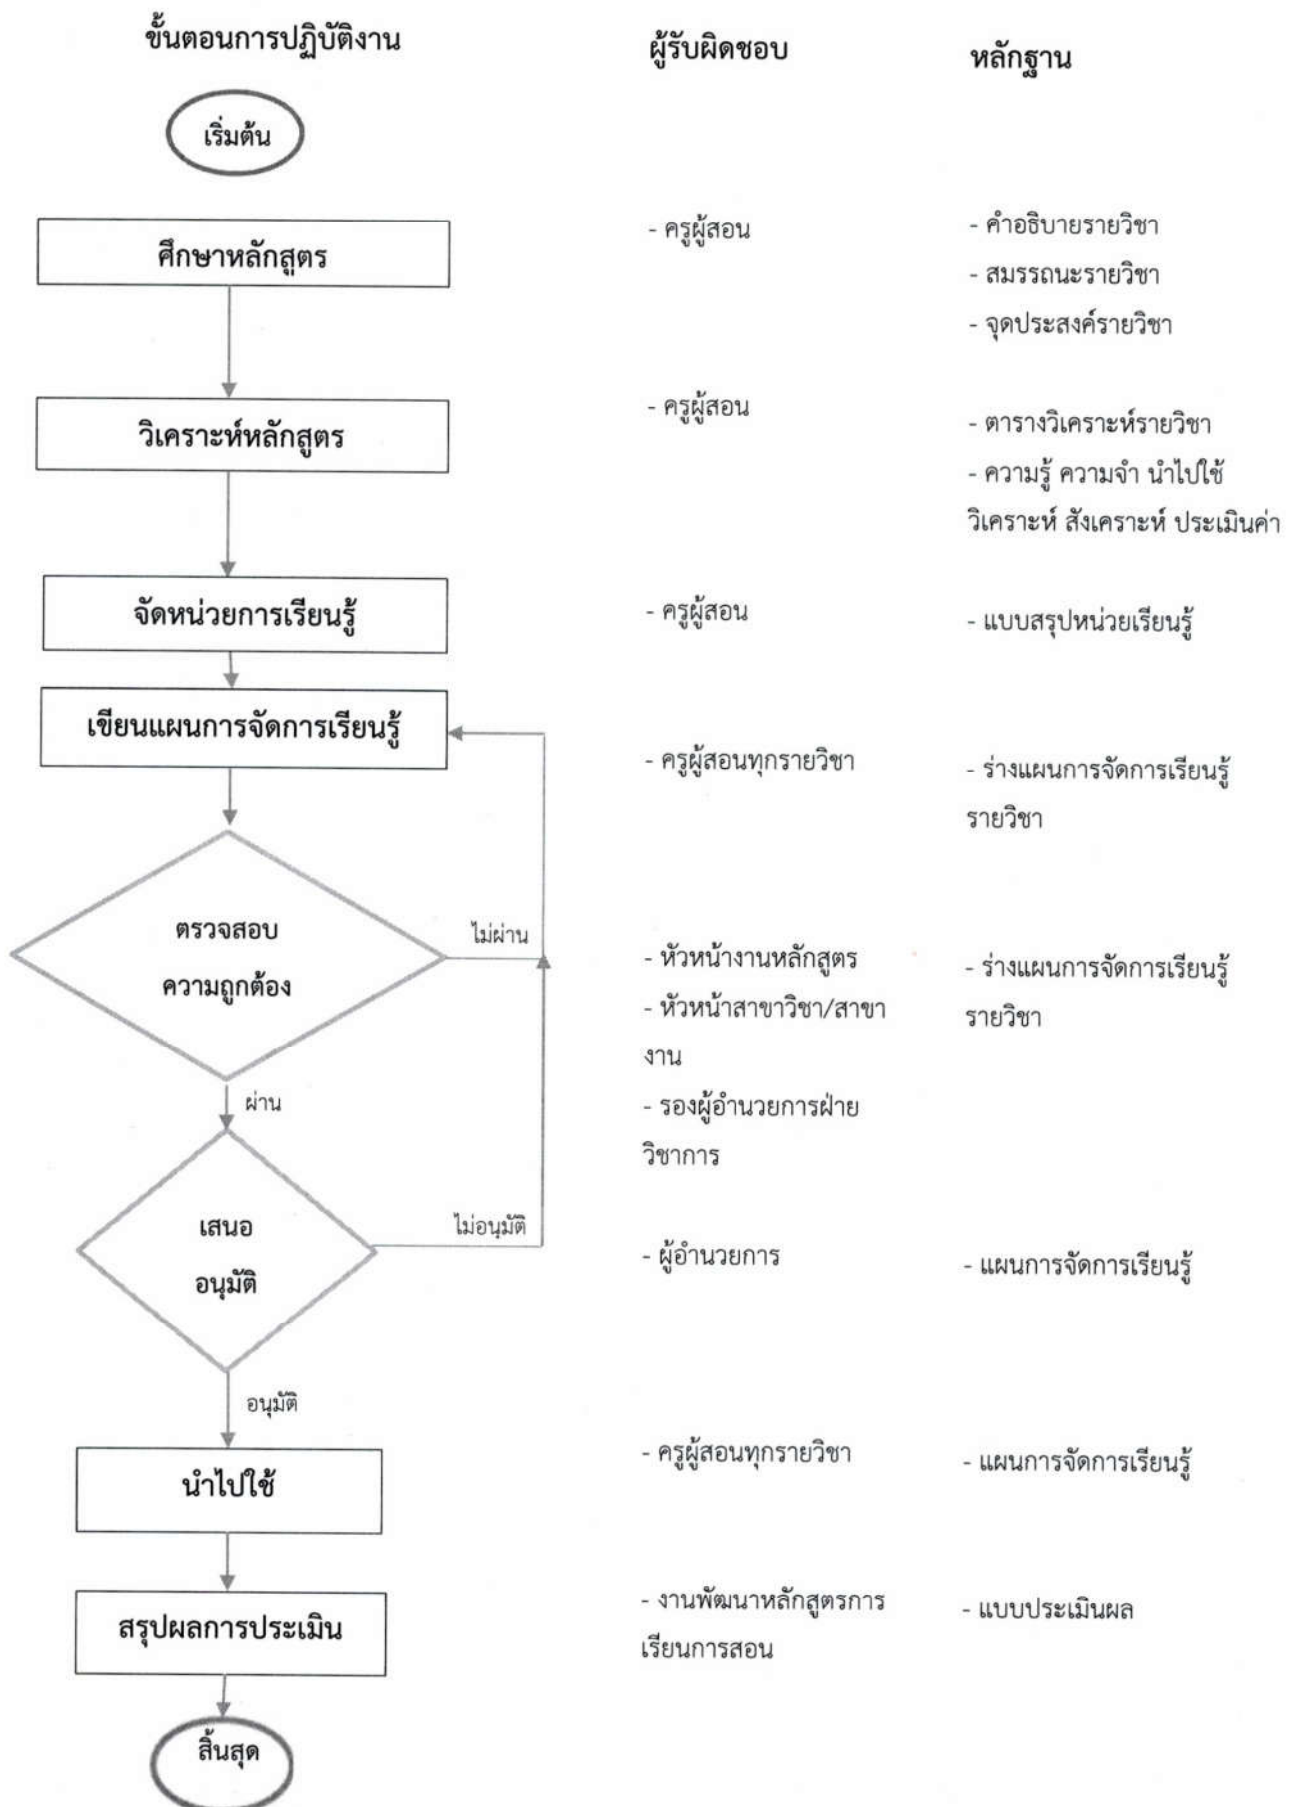 ขั้นตอนการปฏิบัติงาน
ผู้รับผิดชอบ
หลักฐาน
เริ่มต้น
ศึกษาหลักสูตร
- ครูผู้สอน
- คำอธิบายรายวิชา
- สมรรถนะรายวิชา
- จุดประสงค์รายวิชา
วิเคราะห์หลักสูตร
- ครูผู้สอน
- ตารางวิเคราะห์รายวิชา
- ความรู้ ความจำ นำไปใช้
วิเคราะห์ สังเคราะห์ ประเมินค่า
จัดหน่วยการเรียนรู้
- ครูผู้สอน
- แบบสรุปหน่วยเรียนรู้
เขียนแผนการจัดการเรียนรู้
- ครูผู้สอนทุกรายวิชา
- ร่างแผนการจัดการเรียนรู้
รายวิชา
ตรวจสอบ
ความถูกต้อง
ไม่ผ่าน
- หัวหน้างานหลักสูตร
- หัวหน้าสาขาวิชา/สาขา
งาน
- รองผู้อำนวยการฝ่าย
วิชาการ
- ร่างแผนการจัดการเรียนรู้
รายวิชา
ผ่าน
เสนอ
อนุมัติ
ไม่อนุมัติ
- ผู้อำนวยการ
- แผนการจัดการเรียนรู้
อนุมัติ
นำไปใช้
- ครูผู้สอนทุกรายวิชา
- แผนการจัดการเรียนรู้
สรุปผลการประเมิน
- งานพัฒนาหลักสูตรการ
เรียนการสอน
- แบบประเมินผล
สิ้นสุด